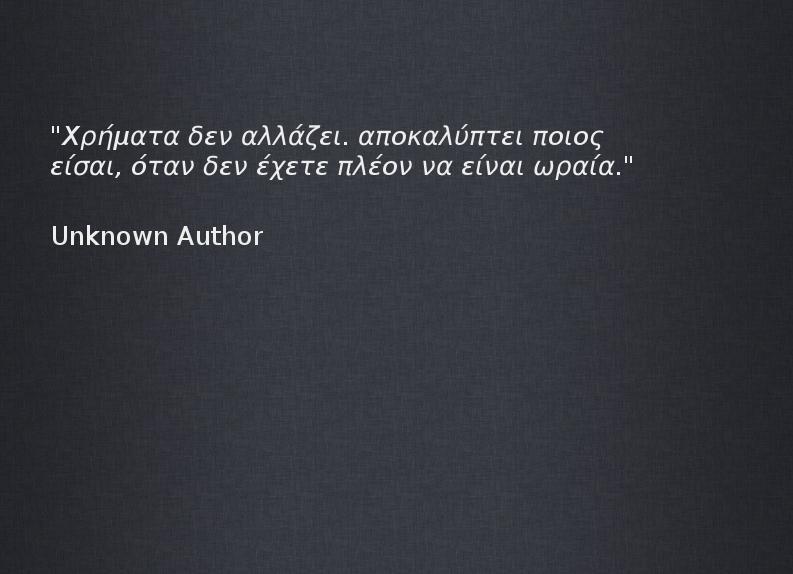 "Χρήματα δεν αλλάζει. αποκαλύπτει ποιος
είσαι, όταν δεν έχετε πλέον να είναι ωραία."
Unknown Author